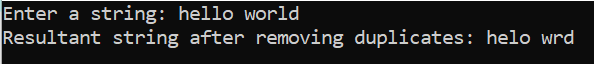 Enter a string: hello world
Resultant string after removing duplicates: helo wrd